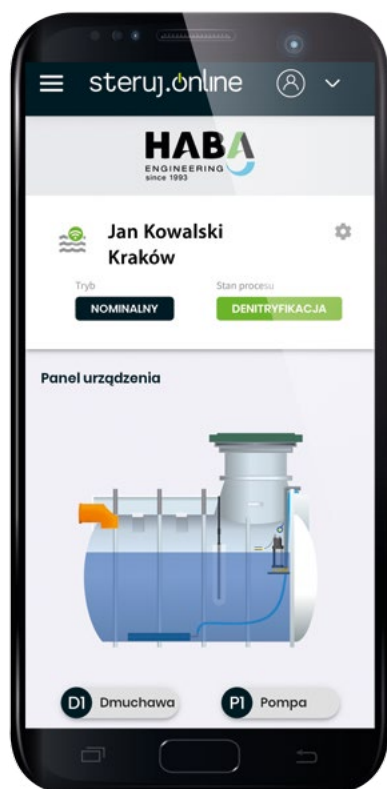 steruj.online
HABA
ENGINEERING
since 1993
Jan Kowalski
Kraków
Tryb
Stan procesu
NOMINALNY
DENITRYFIKACJA
Panel urządzenia
D1 Dmuchawa
P1 Pompa